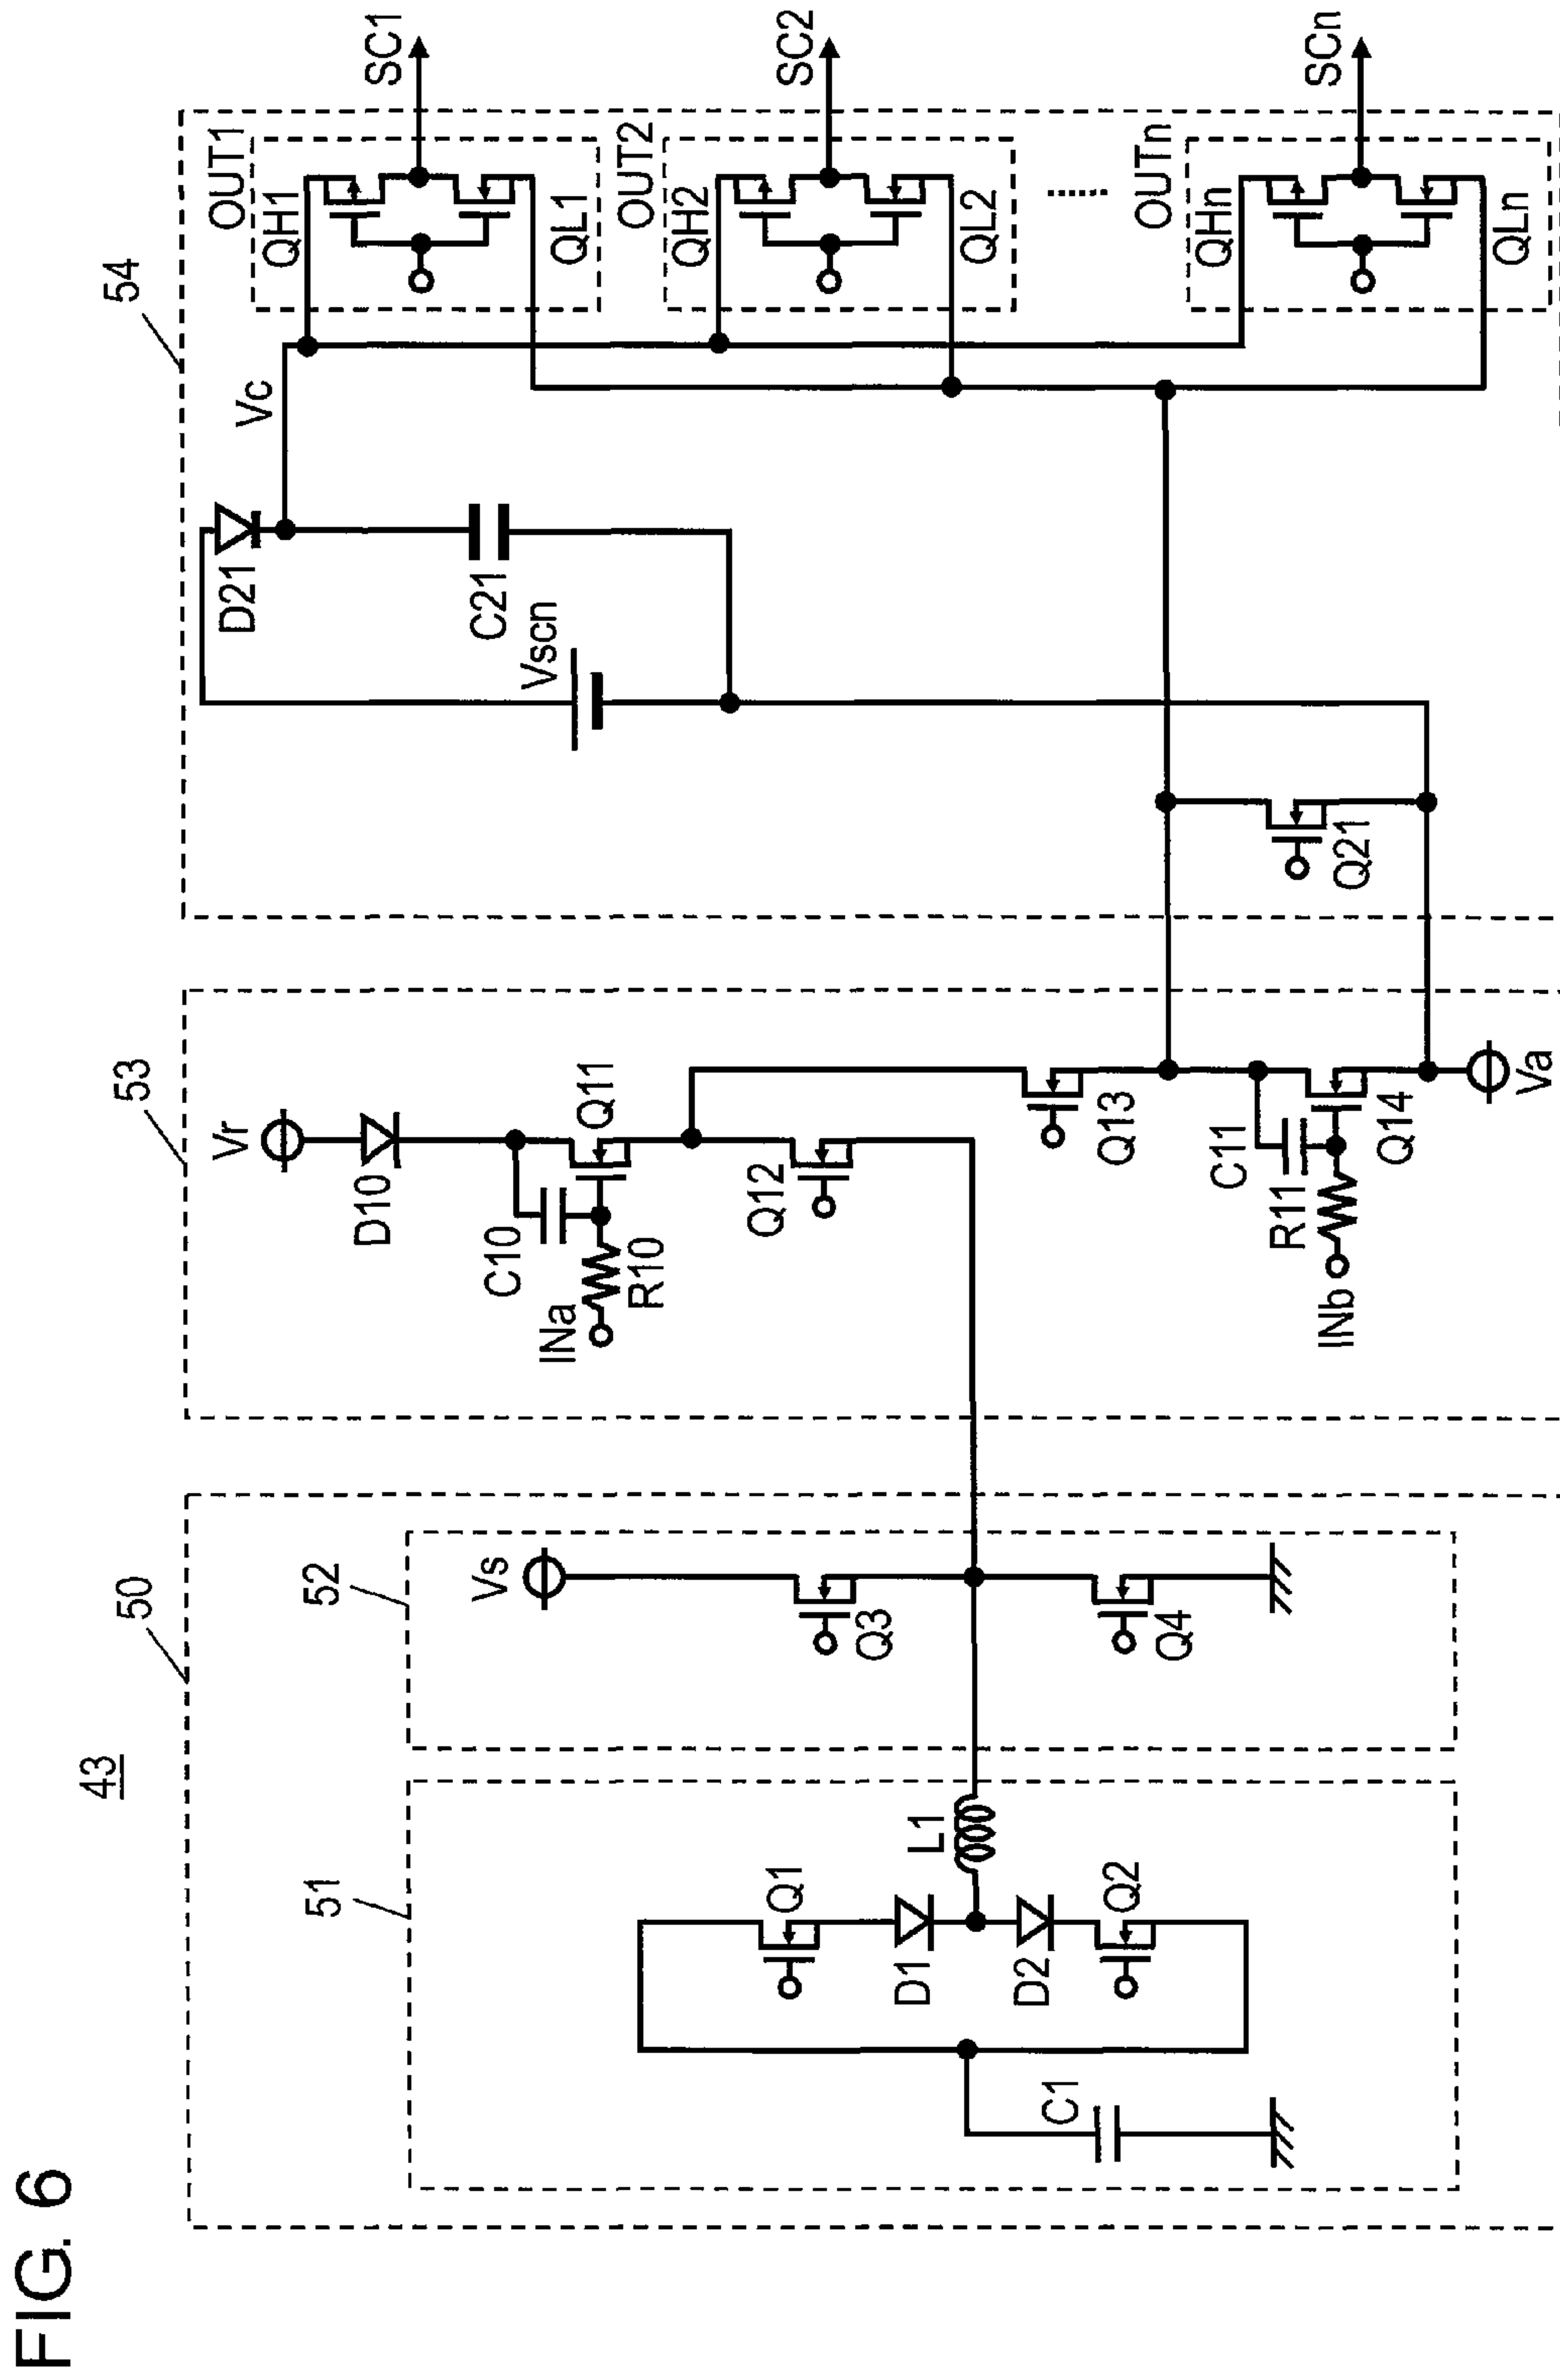 FIG. 6
43
50
51
C1
Q1
D1
D2
Q2
L1
52
Vs
Q3
Q4
53
Vr
D10
C10
INa
R10
Q11
Q12
Q13
C11
R11
INb
Q14
Va
54
D21
Vc
C21
Vscn
Q21
OUT1
QH1
QL1
SC1
OUT2
QH2
QL2
SC2
OUTn
QHn
QLn
SCn